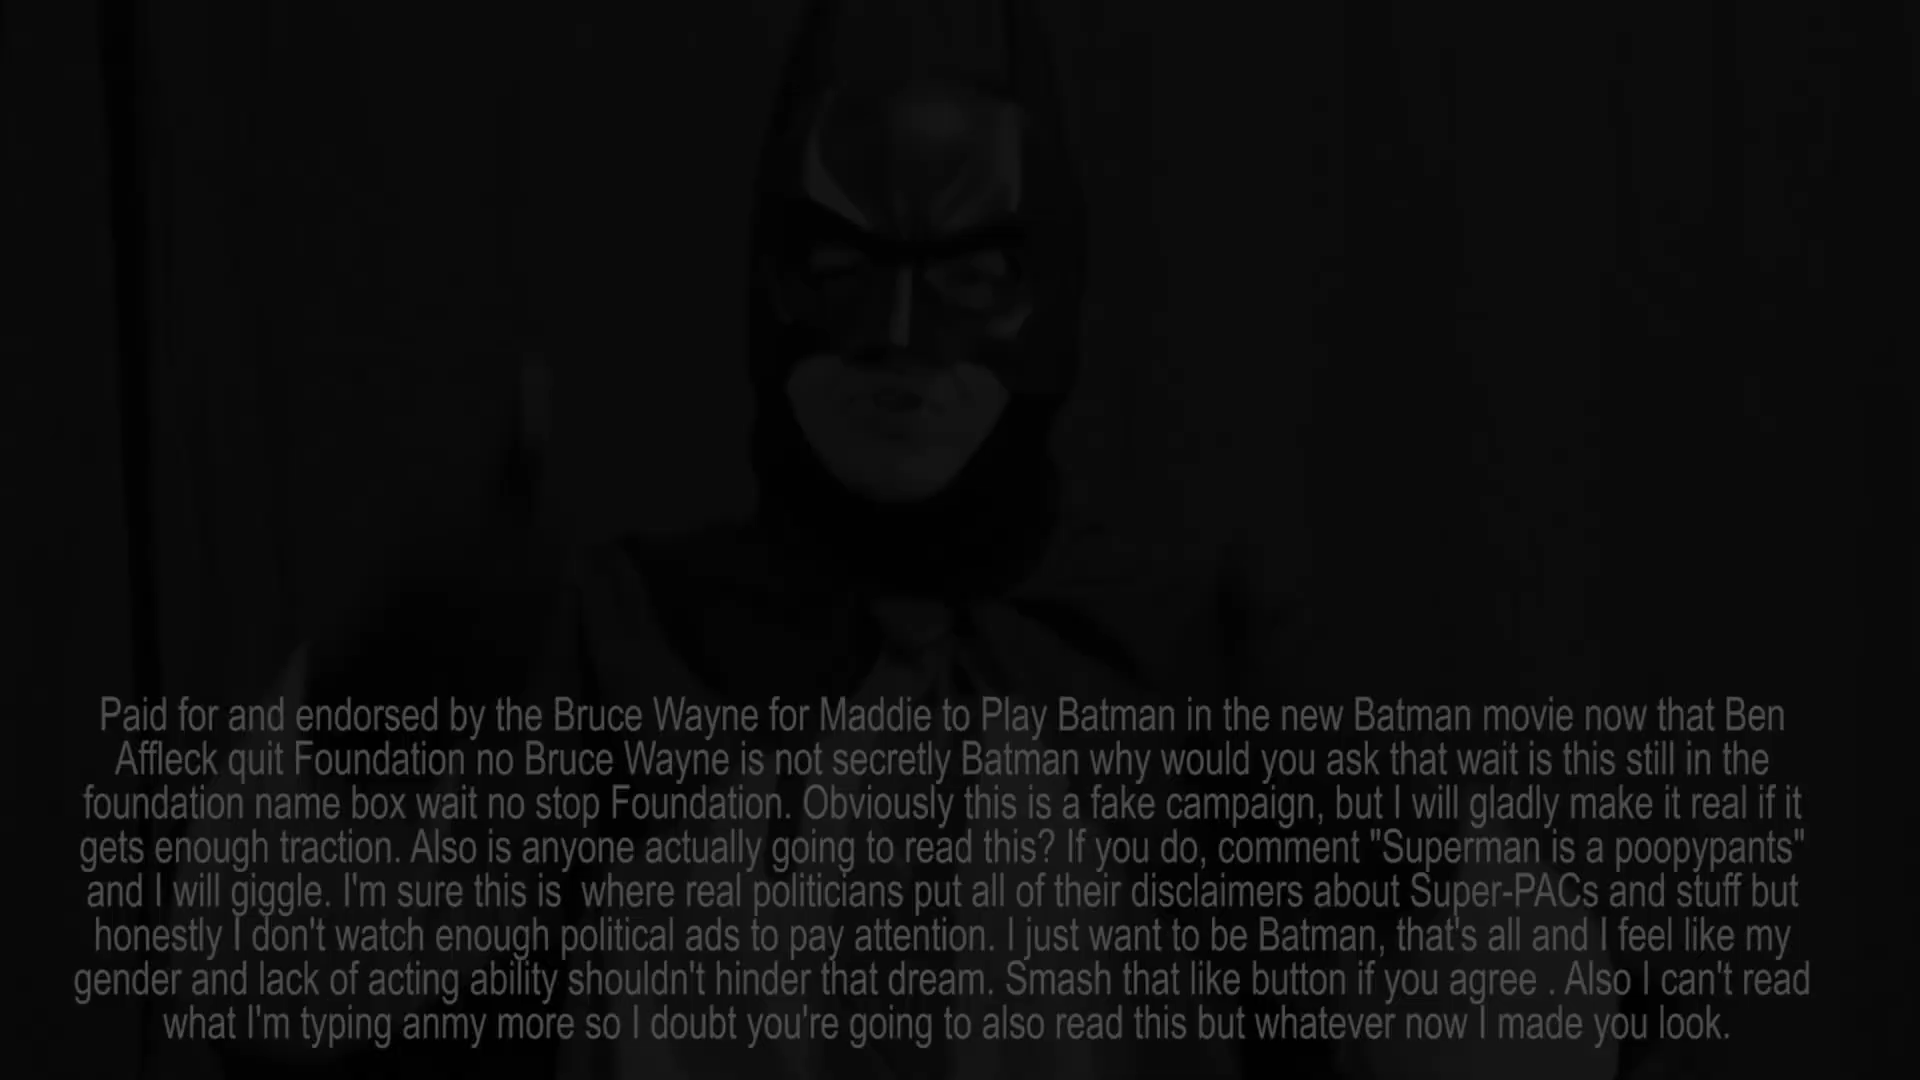 Paid for and endorsed by the Bruce Wayne for Maddie to Play Batman in the new Batman movie now that Ben
Affleck quit Foundation no Bruce Wayne is not secretly Batman why would you ask that wait is this still in the
foundation name box wait no stop Foundation. Obviously this is a fake campaign, but I will gladly make it real if it
gets enough traction. Also is anyone actually going to read this? If you do, comment "Superman is a poopypants"
and I will giggle. I'm sure this is  where real politicians put all of their disclaimers about Super-PACs and stuff but
honestly I don't watch enough political ads to pay attention. I just want to be Batman, that's all and I feel like my
gender and lack of acting ability shouldn't hinder that dream. Smash that like button if you agree . Also I can't read
what I'm typing anmy more so I doubt you're going to also read this but whatever now I made you look.